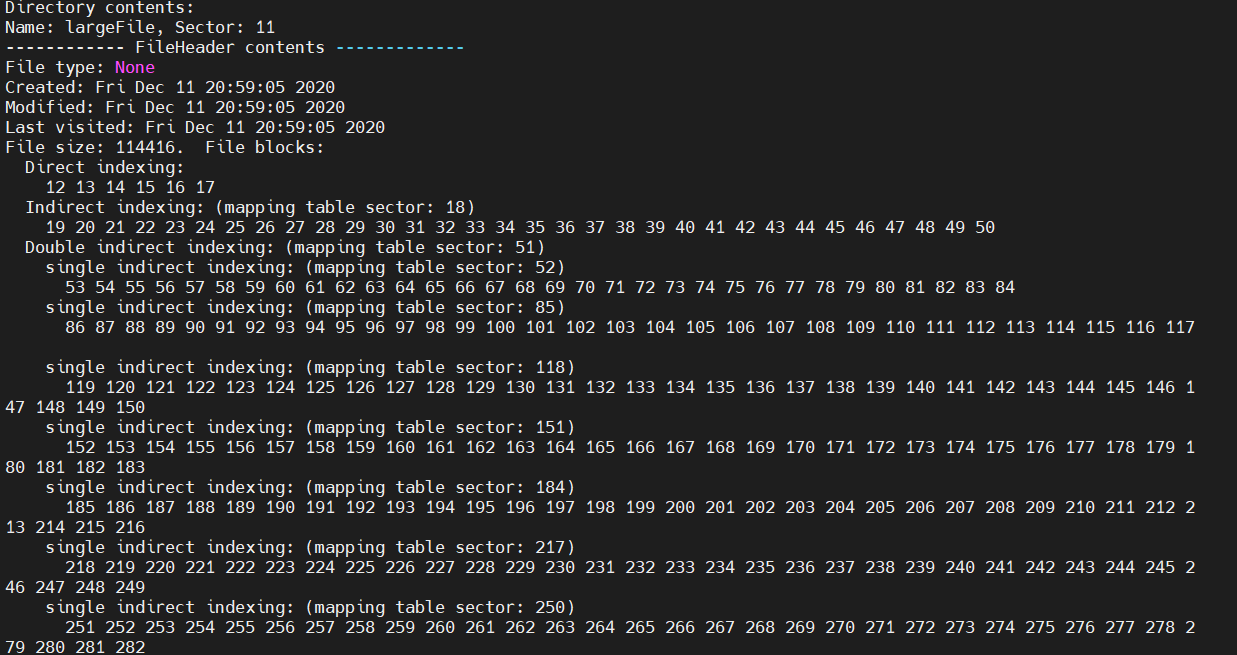 Directory contents:
Name: largeFile, Sector: 11
------------ FileHeader contents -------------
File type: None
Created: Fri Dec 11 20:59:05 2020
Modified: Fri Dec 11 20:59:05 2020
Last visited: Fri Dec 11 20:59:05 2020
File size: 114416.  File blocks:
  Direct indexing:
    12 13 14 15 16 17
  Indirect indexing: (mapping table sector: 18)
    19 20 21 22 23 24 25 26 27 28 29 30 31 32 33 34 35 36 37 38 39 40 41 42 43 44 45 46 47 48 49 50
  Double indirect indexing: (mapping table sector: 51)
    single indirect indexing: (mapping table sector: 52)
      53 54 55 56 57 58 59 60 61 62 63 64 65 66 67 68 69 70 71 72 73 74 75 76 77 78 79 80 81 82 83 84
    single indirect indexing: (mapping table sector: 85)
      86 87 88 89 90 91 92 93 94 95 96 97 98 99 100 101 102 103 104 105 106 107 108 109 110 111 112 113 114 115 116 117
    single indirect indexing: (mapping table sector: 118)
      119 120 121 122 123 124 125 126 127 128 129 130 131 132 133 134 135 136 137 138 139 140 141 142 143 144 145 146 1
47 148 149 150
    single indirect indexing: (mapping table sector: 151)
      152 153 154 155 156 157 158 159 160 161 162 163 164 165 166 167 168 169 170 171 172 173 174 175 176 177 178 179 1
80 181 182 183
    single indirect indexing: (mapping table sector: 184)
      185 186 187 188 189 190 191 192 193 194 195 196 197 198 199 200 201 202 203 204 205 206 207 208 209 210 211 212 2
13 214 215 216
    single indirect indexing: (mapping table sector: 217)
      218 219 220 221 222 223 224 225 226 227 228 229 230 231 232 233 234 235 236 237 238 239 240 241 242 243 244 245 2
46 247 248 249
    single indirect indexing: (mapping table sector: 250)
      251 252 253 254 255 256 257 258 259 260 261 262 263 264 265 266 267 268 269 270 271 272 273 274 275 276 277 278 2
79 280 281 282